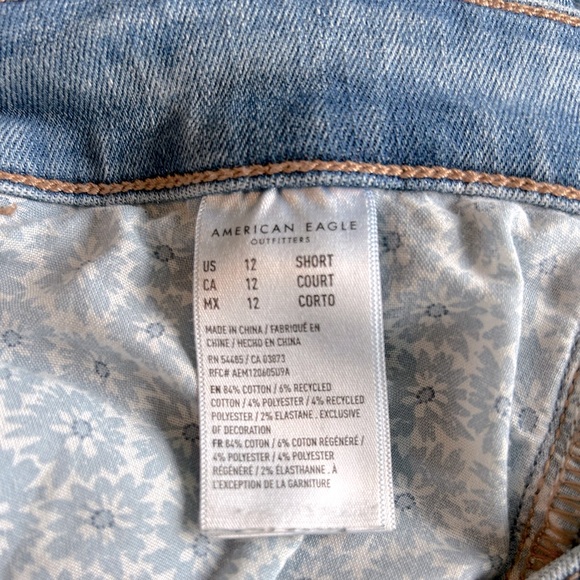 AMERICAN EAGLE
OUTFITTERS
US 12 SHORT
CA 12 COURT
MX 12 CORTO
MADE IN CHINA / FABRIQUÉ EN
CHINE / HECHO EN CHINA
RN 54485 / CA 03873
RFC# AEM120605U9A
EN 84% COTTON / 6% RECYCLED
COTTON / 4% POLYESTER / 4% RECYCLED
POLYESTER / 2% ELASTANE . EXCLUSIVE
OF DECORATION
FR 84% COTON / 6% COTON RÉGÉNÉRÉ /
4% POLYESTER / 4% POLYESTER
RÉGÉNÉRÉ / 2% ÉLASTHANNE . À
L'EXCEPTION DE LA GARNITURE